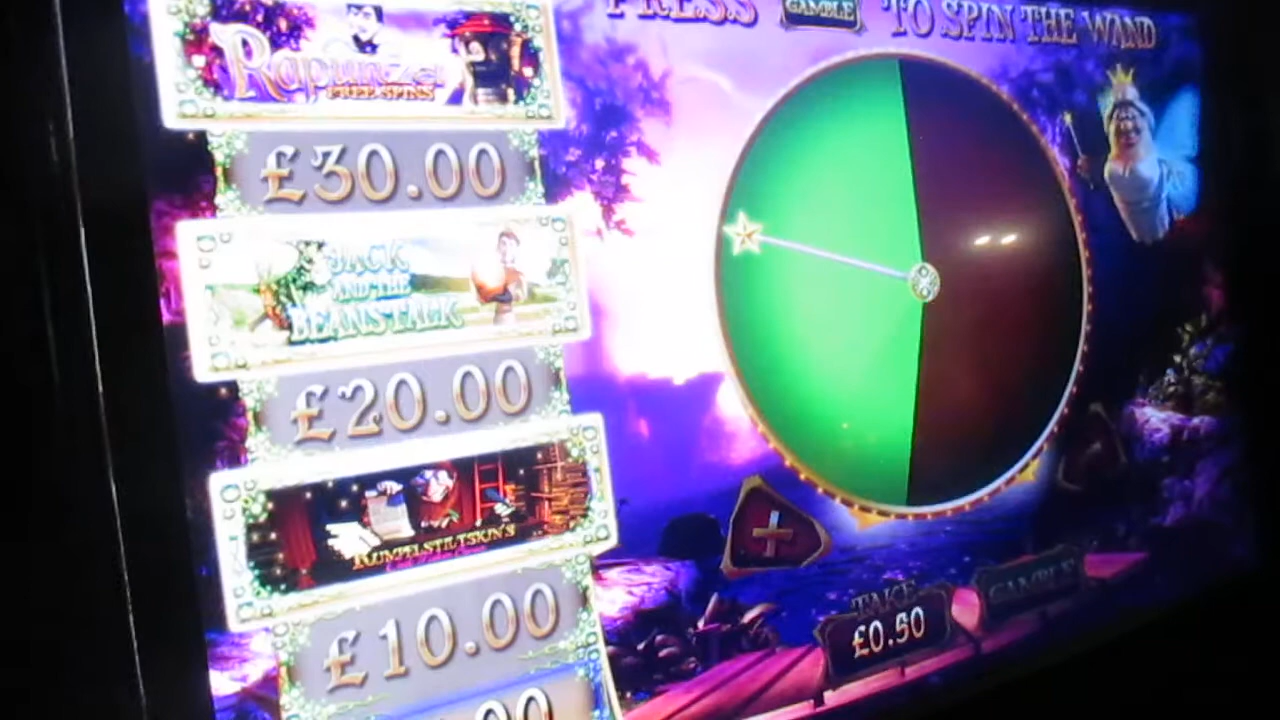 PRESS GAMBLE TO SPIN THE WAND
Rapunzel
FREE SPINS
£30.00
JACK
AND THE
BEANSTALK
£20.00
RUMPELSTILTSKIN'S
£10.00
.00
TAKE
£0.50
GAMBLE